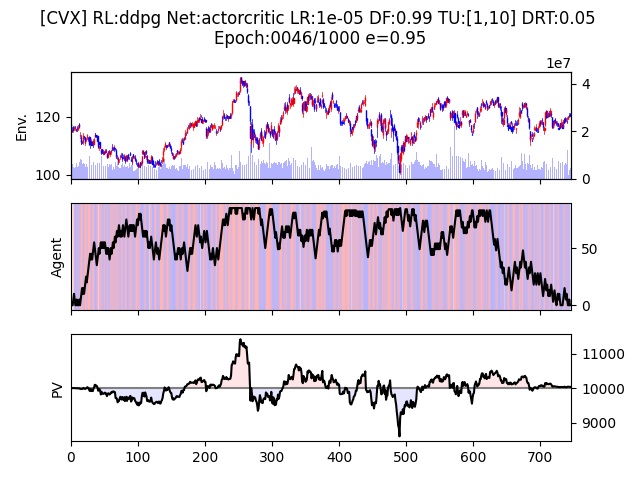 [CVX] RL:ddpg Net:actorcritic LR:1e-05 DF:0.99 TU:[1,10] DRT:0.05
Epoch:0046/1000 e=0.95
1e7
Env.
120
100
4
2
0
Agent
50
0
PV
11000
10000
9000
0 100 200 300 400 500 600 700